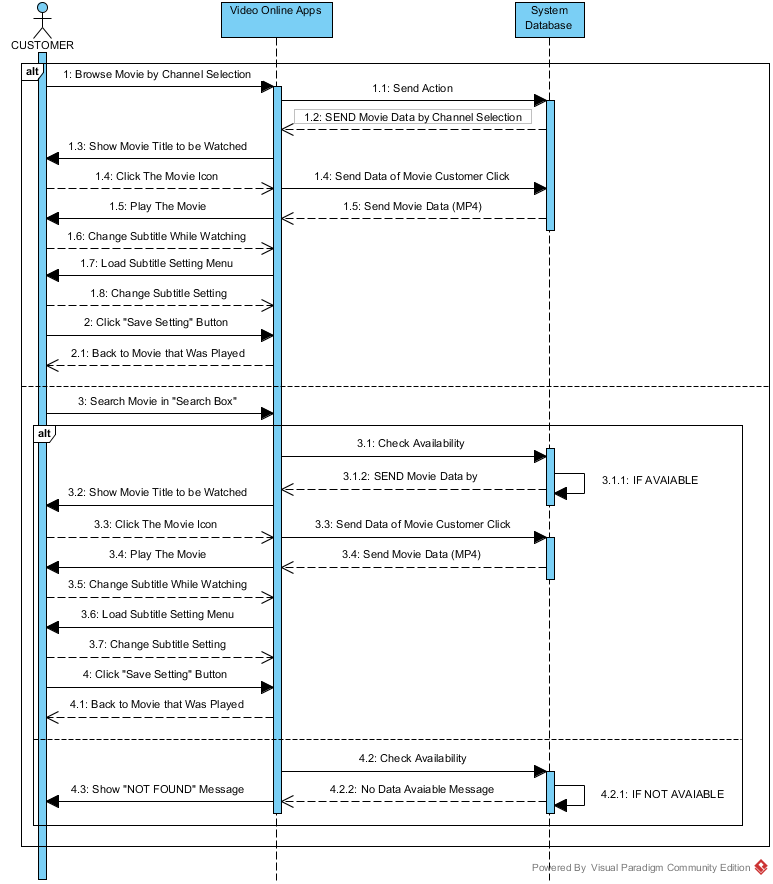 Video Online Apps
System
Database
CUSTOMER
alt
1: Browse Movie by Channel Selection
1.1: Send Action
1.2: SEND Movie Data by Channel Selection
1.3: Show Movie Title to be Watched
1.4: Click The Movie Icon
1.4: Send Data of Movie Customer Click
1.5: Play The Movie
1.5: Send Movie Data (MP4)
1.6: Change Subtitle While Watching
1.7: Load Subtitle Setting Menu
1.8: Change Subtitle Setting
2: Click "Save Setting" Button
2.1: Back to Movie that Was Played
3: Search Movie in "Search Box"
alt
3.1: Check Availability
3.1.2: SEND Movie Data by
3.1.1: IF AVAIABLE
3.2: Show Movie Title to be Watched
3.3: Click The Movie Icon
3.3: Send Data of Movie Customer Click
3.4: Play The Movie
3.4: Send Movie Data (MP4)
3.5: Change Subtitle While Watching
3.6: Load Subtitle Setting Menu
3.7: Change Subtitle Setting
4: Click "Save Setting" Button
4.1: Back to Movie that Was Played
4.2: Check Availability
4.3: Show "NOT FOUND" Message
4.2.2: No Data Avaiable Message
4.2.1: IF NOT AVAIABLE
Powered By Visual Paradigm Community Edition